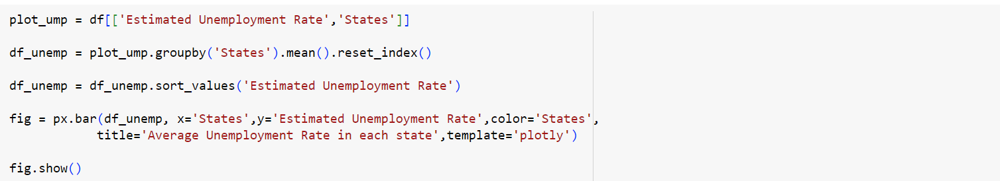 plot_ump = df[['Estimated Unemployment Rate','States']]
df_unemp = plot_ump.groupby('States').mean().reset_index()
df_unemp = df_unemp.sort_values('Estimated Unemployment Rate')
fig = px.bar(df_unemp, x='States',y='Estimated Unemployment Rate',color='States',
            title='Average Unemployment Rate in each state',template='plotly')
fig.show()